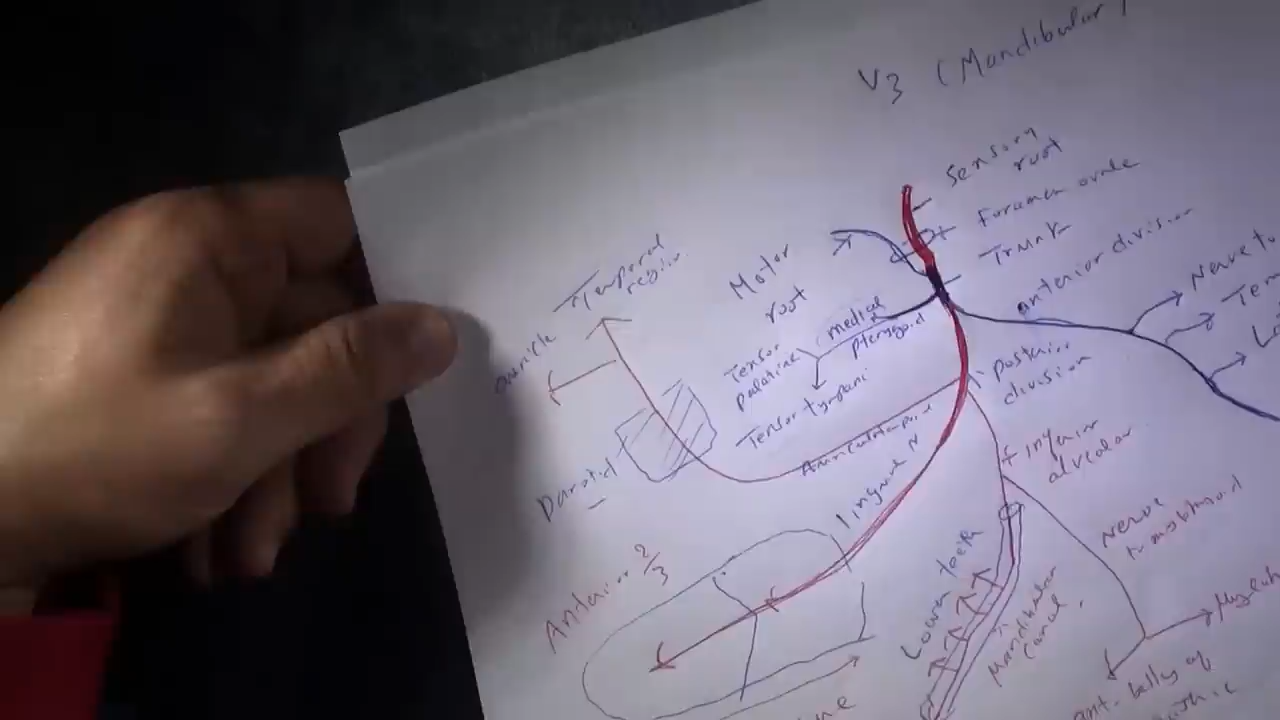 V3 (Mandibular)
Sensory
root
Foramen ovale
Trunk
anterior division
Motor
root
Nerve to
Tem
medial
pterygoid
Tensor
palatine
Tensor tympani
posterior
division
Temporal
region
auricle
Parotid
Lingual N
inferior
alveolar
Nerve
to mylohyoid
Anterior 2/3
Lower teeth
Mandibular
canal
ant. belly of